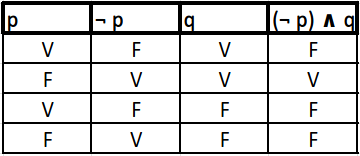 p ¬ p q (¬ p) ∧ q
V F V F
F V V V
V F F F
F V F F